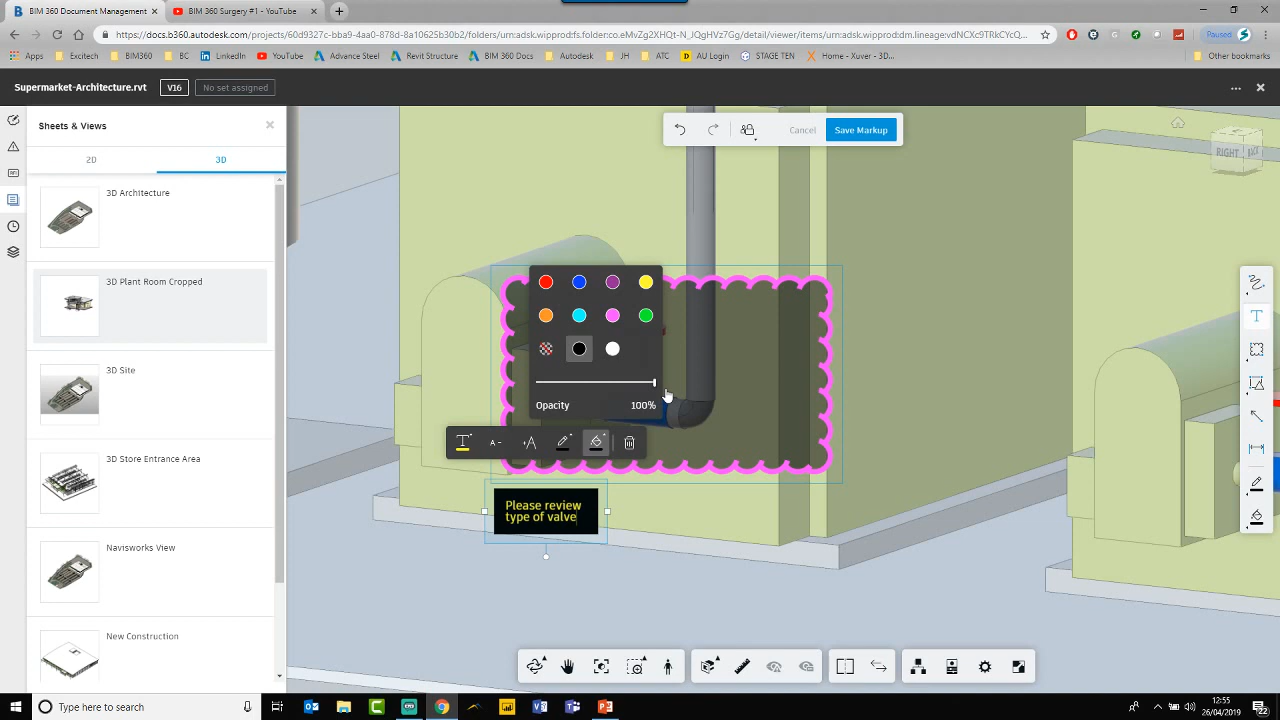 BIM 360 Document Management
BIM 360 Surgery #1 - YouTube
https://docs.b360.autodesk.com/projects/60d9327c-bba9-4aa0-878d-8a10625b30b2/folders/urn:adsk.wipprod:fs.folder:co.eMvZg2XHQt-N_JQgHVz7Gg/detail/viewer/items/urn:adsk.wipprod:dm.lineage:vdNCXc9TRkCYcQ...
Paused
Apps
Excitech
BIM360
BC
LinkedIn
YouTube
Advance Steel
Revit Structure
BIM 360 Docs
JH
ATC
AU Login
STAGE TEN
Home - Xuver - 3D...
Other bookmarks
Supermarket-Architecture.rvt
V16
No set assigned
Sheets & Views
2D
3D
3D Architecture
3D Plant Room Cropped
3D Site
3D Store Entrance Area
Navisworks View
New Construction
Cancel
Save Markup
RIGHT
BACK
Opacity
100%
T
A-
+A
Please review
type of valve
T
Type here to search
12:55
26/04/2019
22